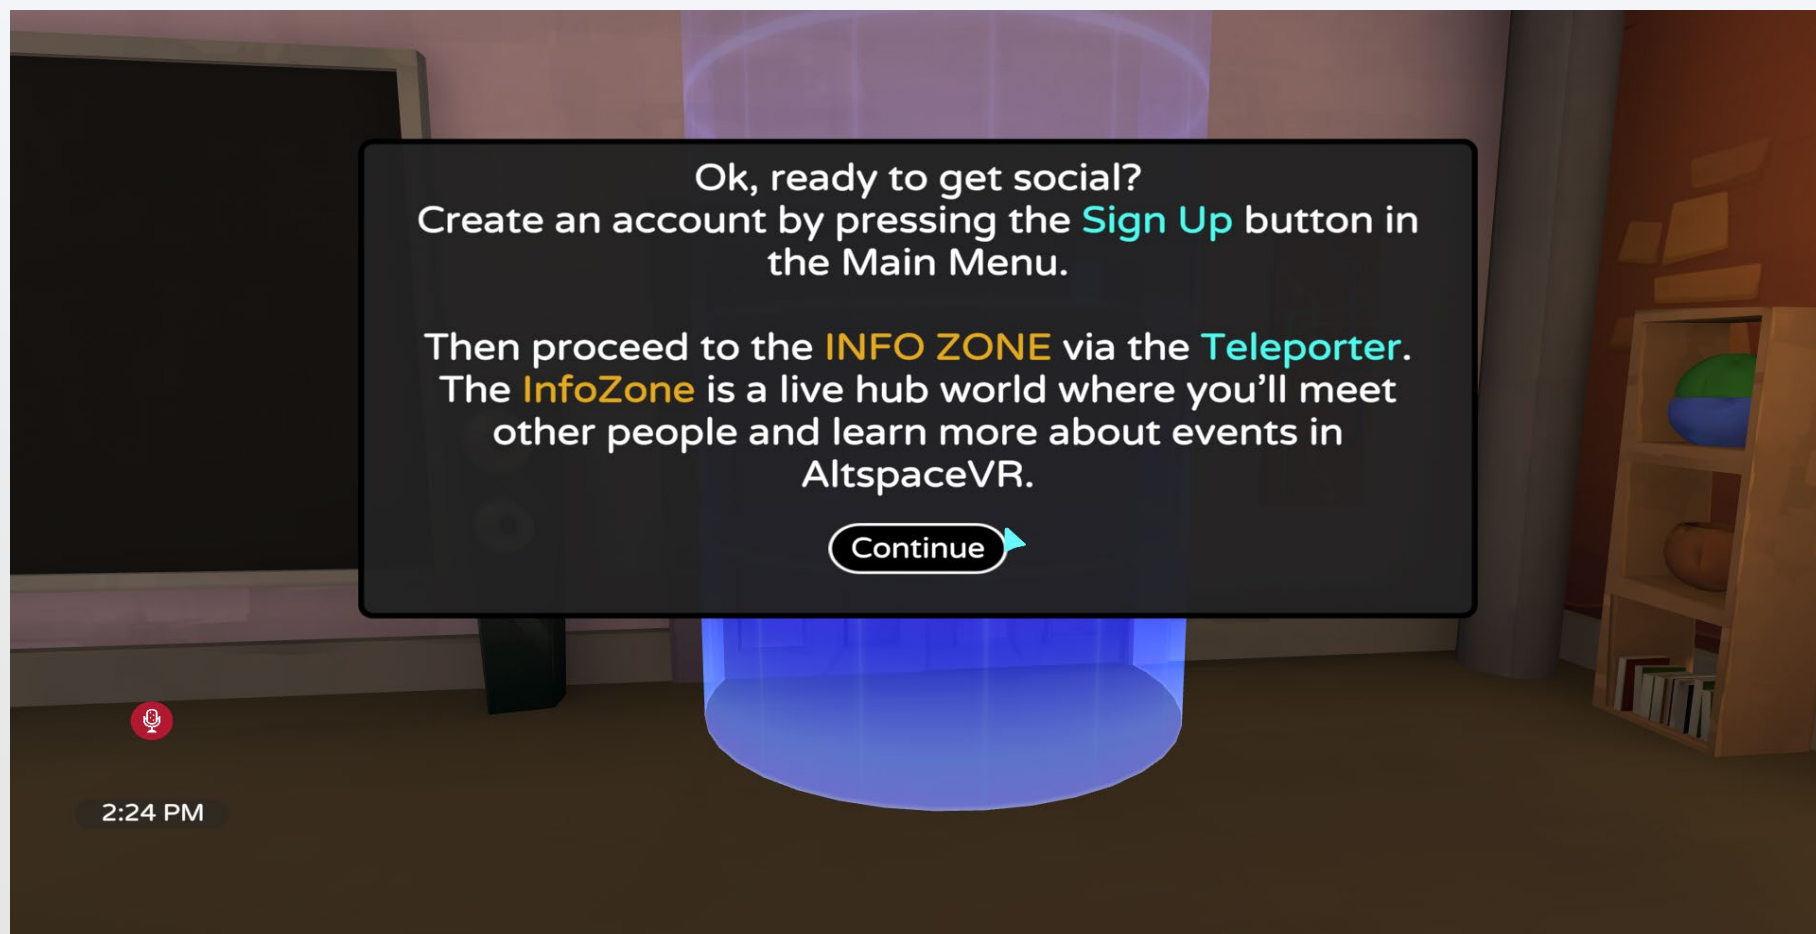 Ok, ready to get social?
Create an account by pressing the Sign Up button in
the Main Menu.
Then proceed to the INFO ZONE via the Teleporter.
The InfoZone is a live hub world where you’ll meet
other people and learn more about events in
AltspaceVR.
Continue
2:24 PM